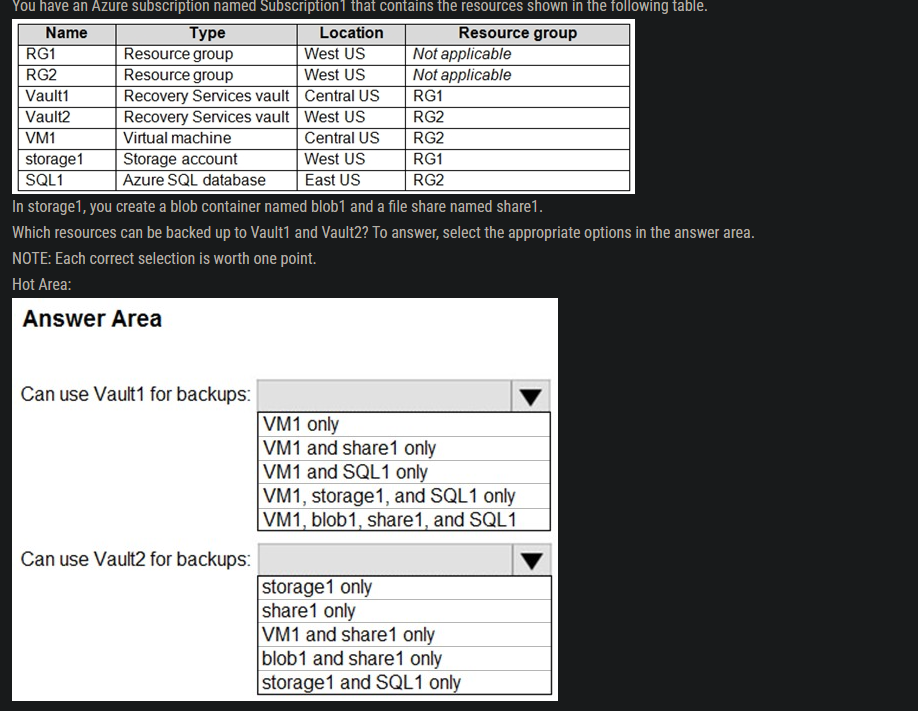 You have an Azure subscription named Subscription1 that contains the resources shown in the following table.
Name Type Location Resource group
RG1 Resource group West US Not applicable
RG2 Resource group West US Not applicable
Vault1 Recovery Services vault Central US RG1
Vault2 Recovery Services vault West US RG2
VM1 Virtual machine Central US RG2
storage1 Storage account West US RG1
SQL1 Azure SQL database East US RG2
In storage1, you create a blob container named blob1 and a file share named share1.
Which resources can be backed up to Vault1 and Vault2? To answer, select the appropriate options in the answer area.
NOTE: Each correct selection is worth one point.
Hot Area:
Answer Area
Can use Vault1 for backups:
VM1 only
VM1 and share1 only
VM1 and SQL1 only
VM1, storage1, and SQL1 only
VM1, blob1, share1, and SQL1
Can use Vault2 for backups:
storage1 only
share1 only
VM1 and share1 only
blob1 and share1 only
storage1 and SQL1 only